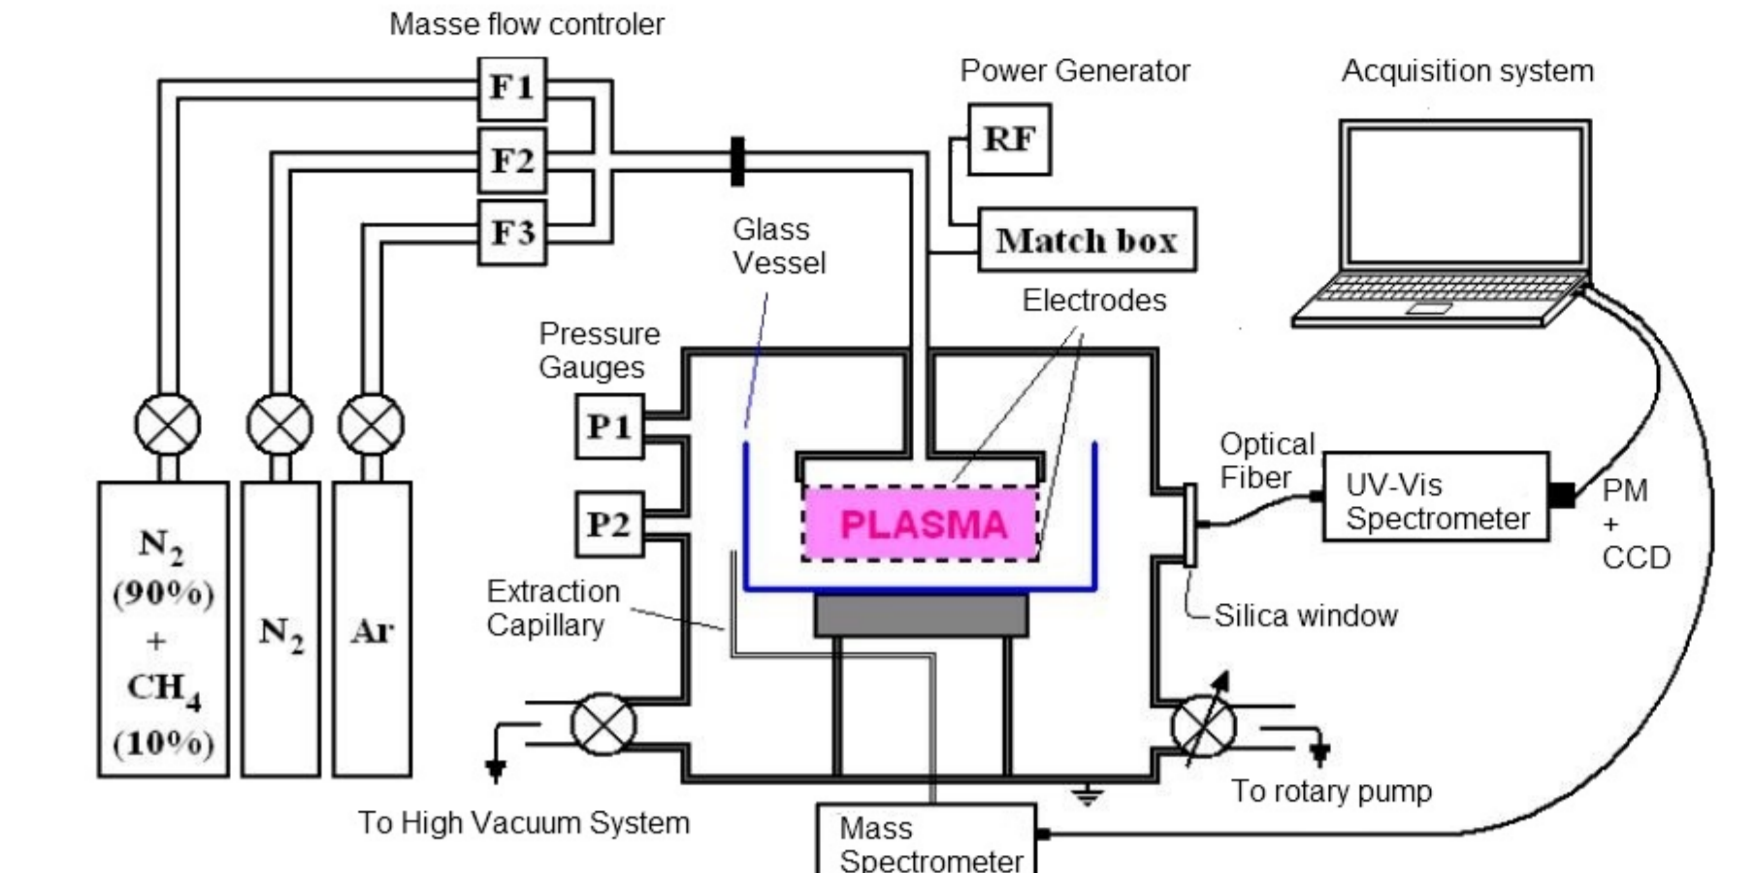 Masse flow controler
F1
F2
F3
Power Generator
RF
Match box
Acquisition system
Glass
Vessel
Electrodes
Pressure
Gauges
P1
P2
PLASMA
Optical
Fiber
UV-Vis
Spectrometer
PM
+
CCD
N2
(90%)
+
CH4
(10%)
N2
Ar
Extraction
Capillary
Silica window
To High Vacuum System
To rotary pump
Mass
Spectrometer